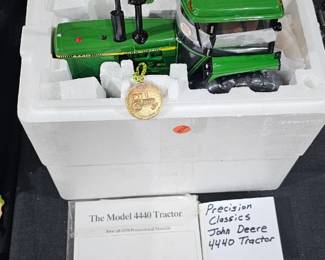 4440
The Model 4440 Tractor
Precision
Classics
John Deere
4440 Tractor